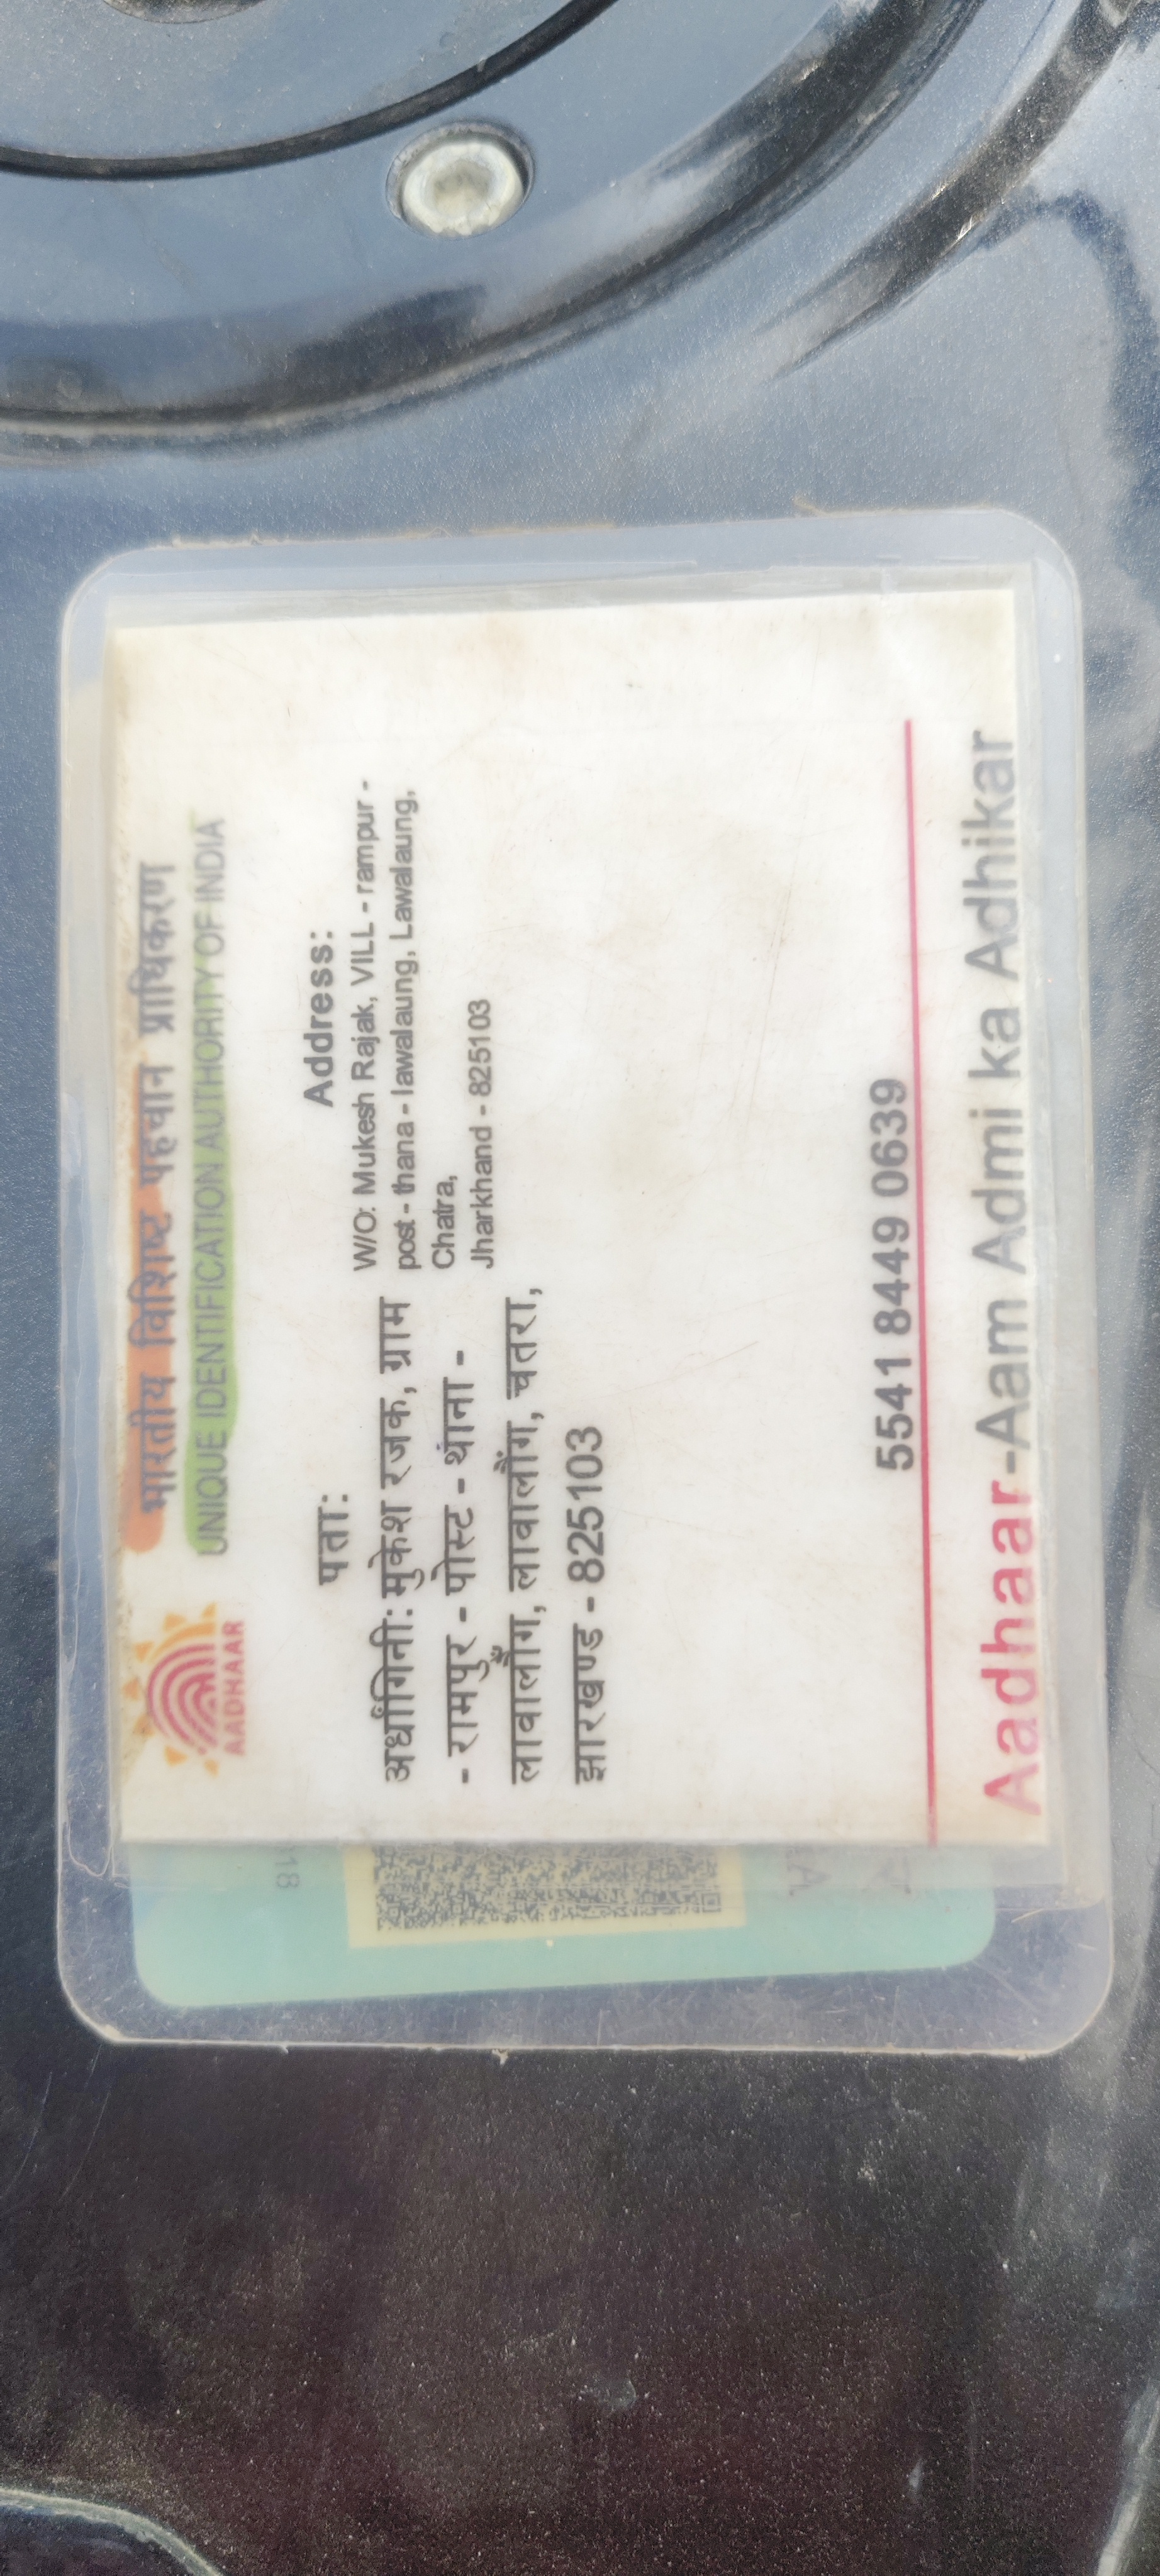 भारतीय विशिष्ट पहचान प्राधिकरण
UNIQUE IDENTIFICATION AUTHORITY OF INDIA
AADHAAR
पता:
अर्धांगिनी: मुकेश रजक, ग्राम
- रामपुर - पोस्ट - थाना -
लावालौंग, लावालौंग, चतरा,
झारखण्ड - 825103
Address:
W/O: Mukesh Rajak, VILL - rampur -
post - thana - lawalaung, Lawalaung,
Chatra,
Jharkhand - 825103
5541 8449 0639
Aadhaar-Aam Admi ka Adhikar